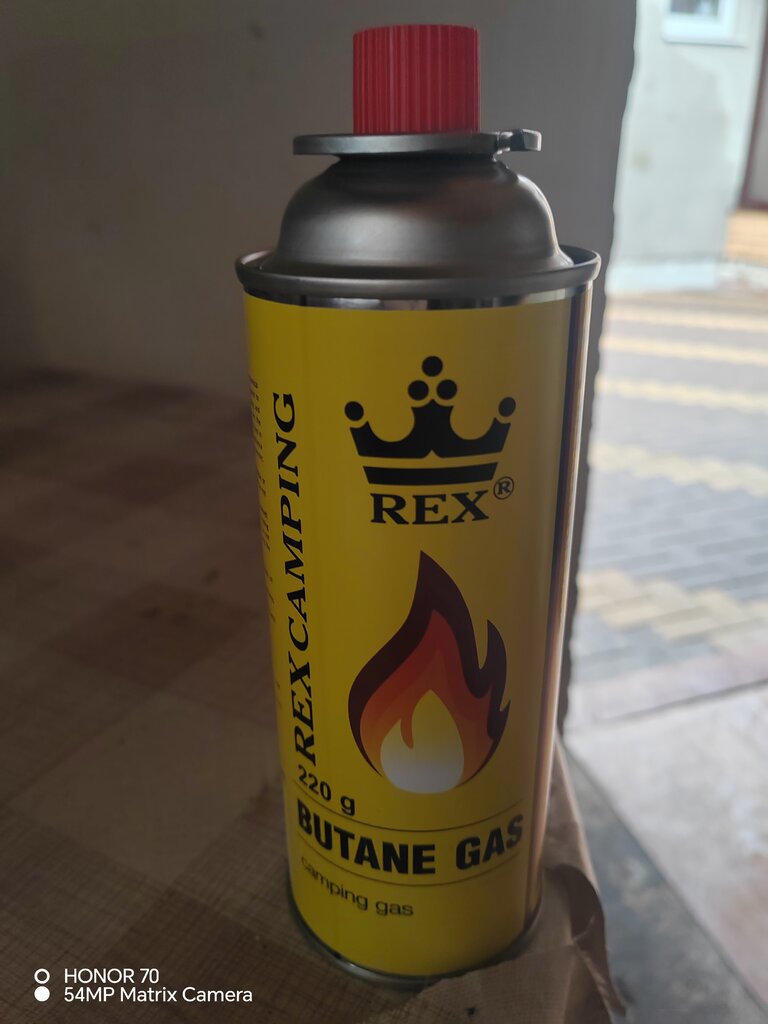 REX®
REX CAMPING
220 g
BUTANE GAS
camping gas
HONOR 70
54MP Matrix Camera